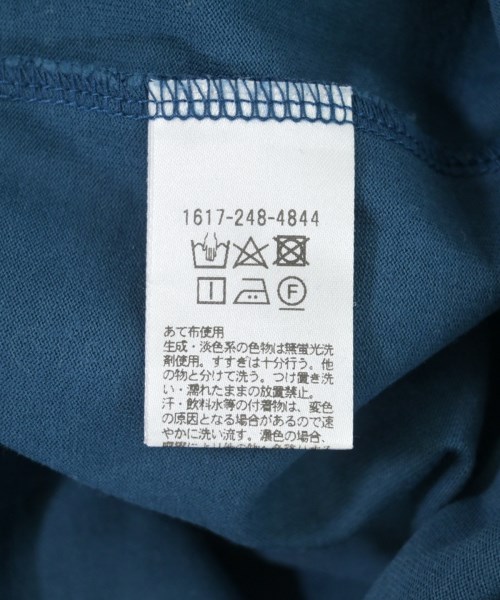 1617-248-4844
F
あて布使用
生成・淡色系の色物は無蛍光洗
剤使用。すすぎは十分行う。他
の物と分けて洗う。つけ置き洗
い・濡れたままの放置禁止。
汗・飲料水等の付着物は、変色
の原因となる場合があるので速
やかに洗い流す。濃色の場合、